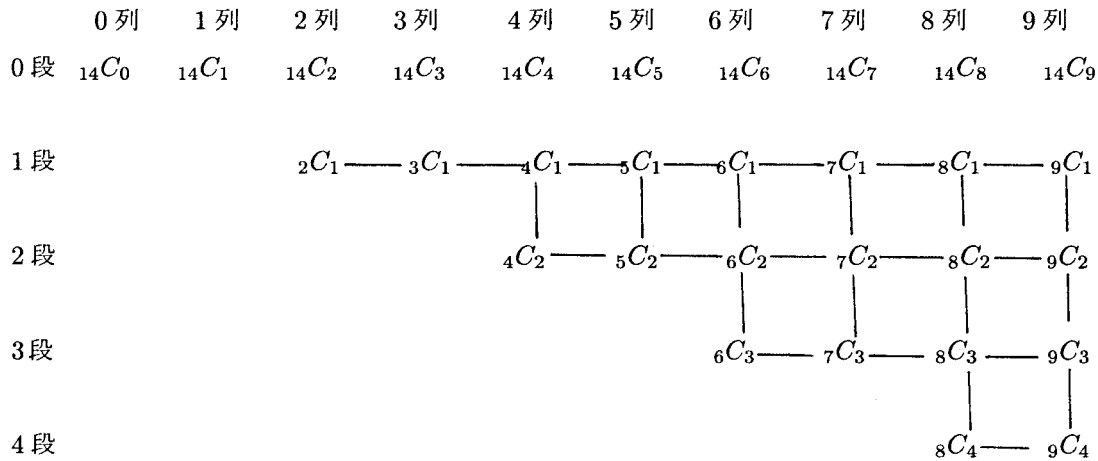 0列 1列 2列 3列 4列 5列 6列 7列 8列 9列
0段 ₁₄C₀ ₁₄C₁ ₁₄C₂ ₁₄C₃ ₁₄C₄ ₁₄C₅ ₁₄C₆ ₁₄C₇ ₁₄C₈ ₁₄C₉
1段 ₂C₁ ₃C₁ ₄C₁ ₅C₁ ₆C₁ ₇C₁ ₈C₁ ₉C₁
2段 ₄C₂ ₅C₂ ₆C₂ ₇C₂ ₈C₂ ₉C₂
3段 ₆C₃ ₇C₃ ₈C₃ ₉C₃
4段 ₈C₄ ₉C₄